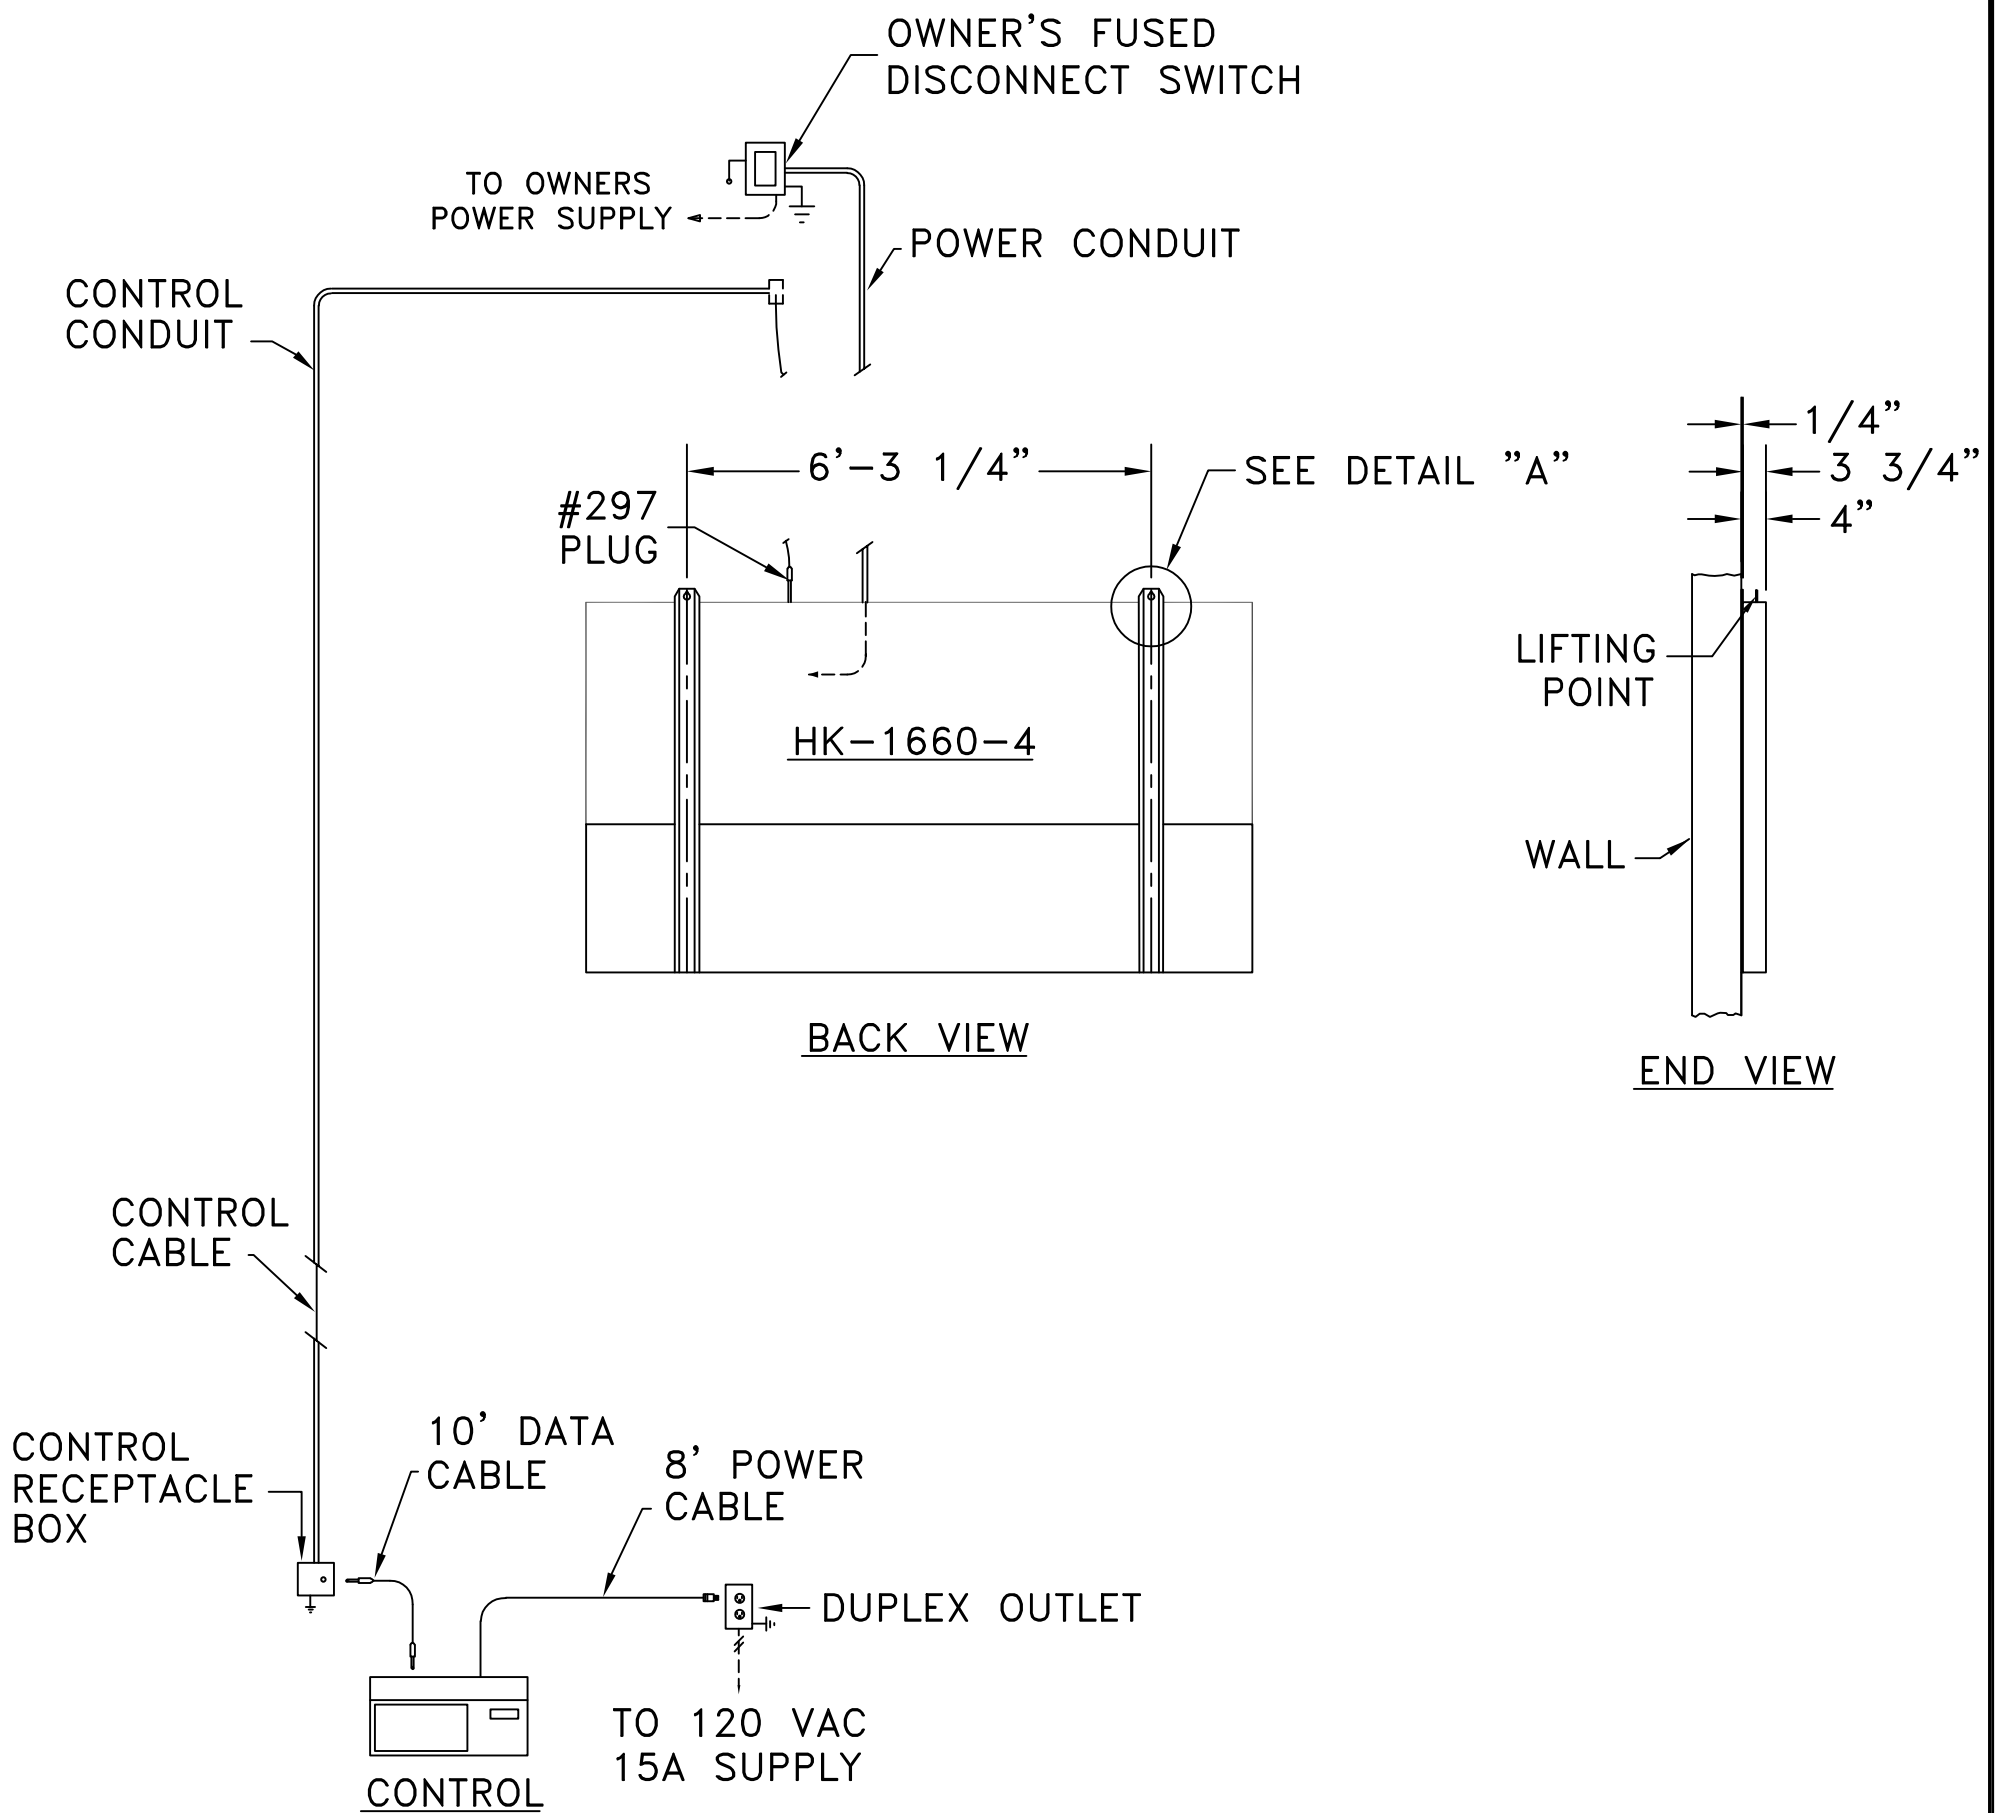 OWNER'S FUSED
DISCONNECT SWITCH
TO OWNERS
POWER SUPPLY
POWER CONDUIT
CONTROL
CONDUIT
6'-3 1/4"
SEE DETAIL "A"
#297
PLUG
1/4"
3 3/4"
4"
LIFTING
POINT
HK-1660-4
WALL
BACK VIEW
END VIEW
CONTROL
CABLE
CONTROL
RECEPTACLE
BOX
10' DATA
CABLE
8' POWER
CABLE
DUPLEX OUTLET
TO 120 VAC
15A SUPPLY
CONTROL